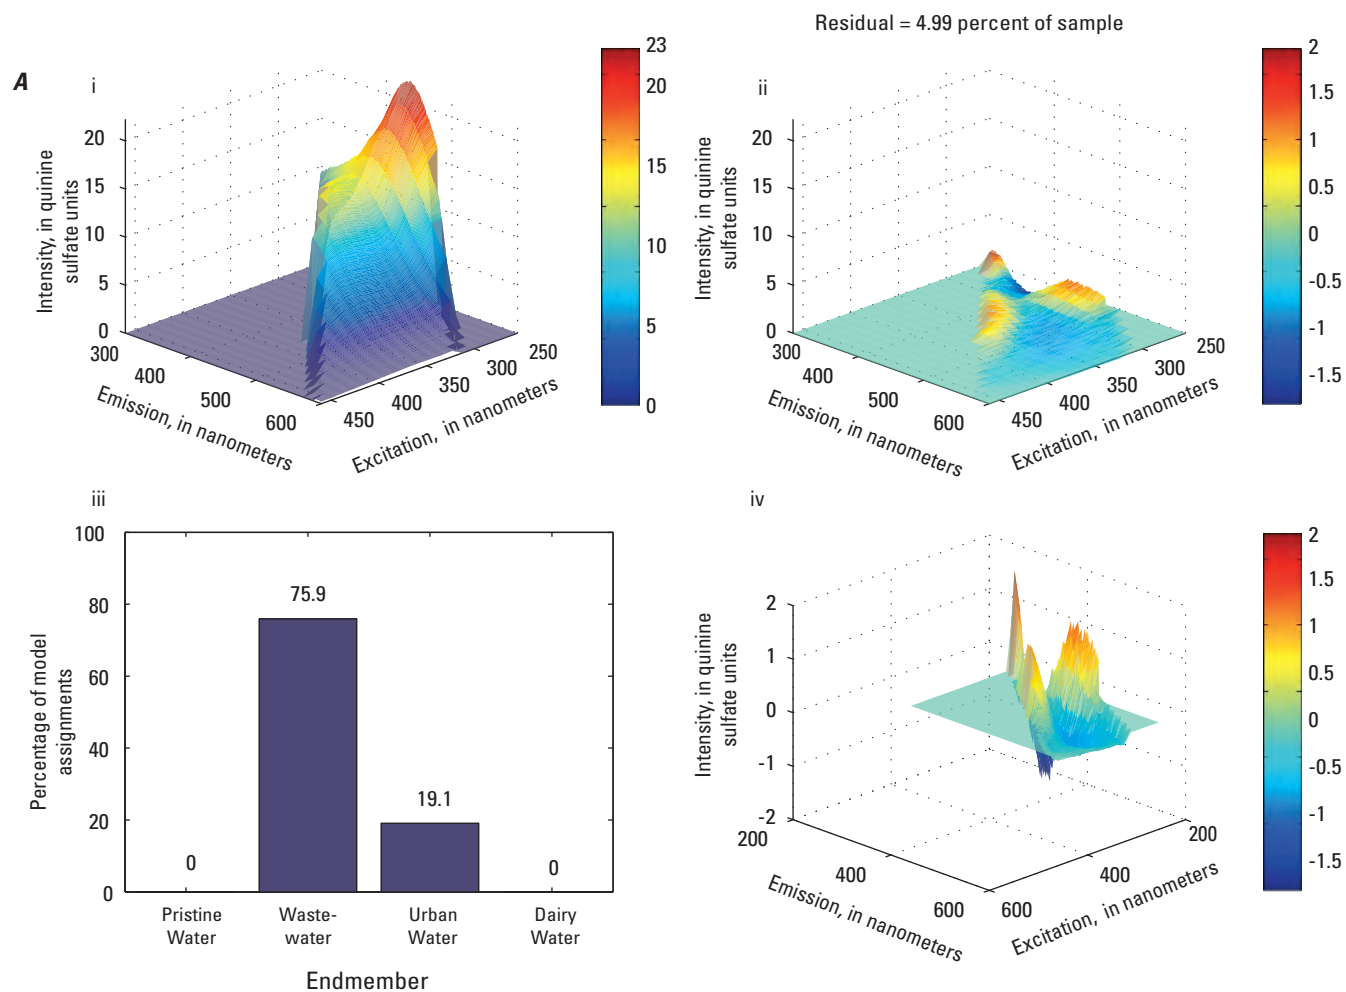 A
i
Intensity, in quinine
sulfate units
20
15
10
5
0
300
400
500
600
Emission, in nanometers
450
400
350
300
250
Excitation, in nanometers
23
20
15
10
5
0
Residual = 4.99 percent of sample
ii
Intensity, in quinine
sulfate units
20
15
10
5
0
300
400
500
600
Emission, in nanometers
450
400
350
300
250
Excitation, in nanometers
2
1.5
1
0.5
0
-0.5
-1
-1.5
iii
Percentage of model
assignments
100
80
60
40
20
0
0
75.9
19.1
0
Pristine
Water
Waste-
water
Urban
Water
Dairy
Water
Endmember
iv
Intensity, in quinine
sulfate units
2
1
0
-1
-2
200
400
600
Emission, in nanometers
600
400
200
Excitation, in nanometers
2
1.5
1
0.5
0
-0.5
-1
-1.5